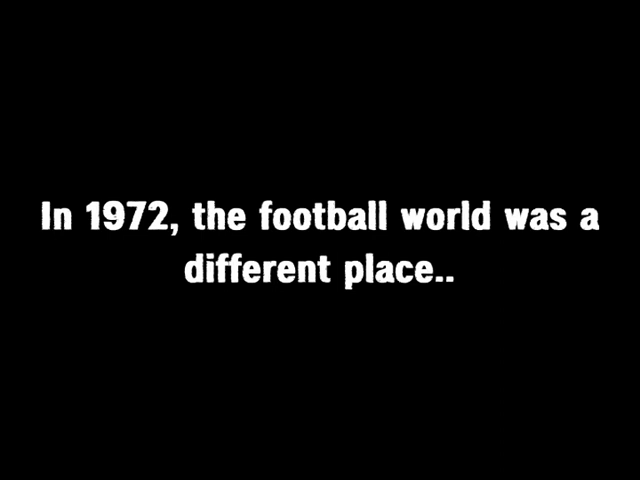 In 1972, the football world was a
different place..